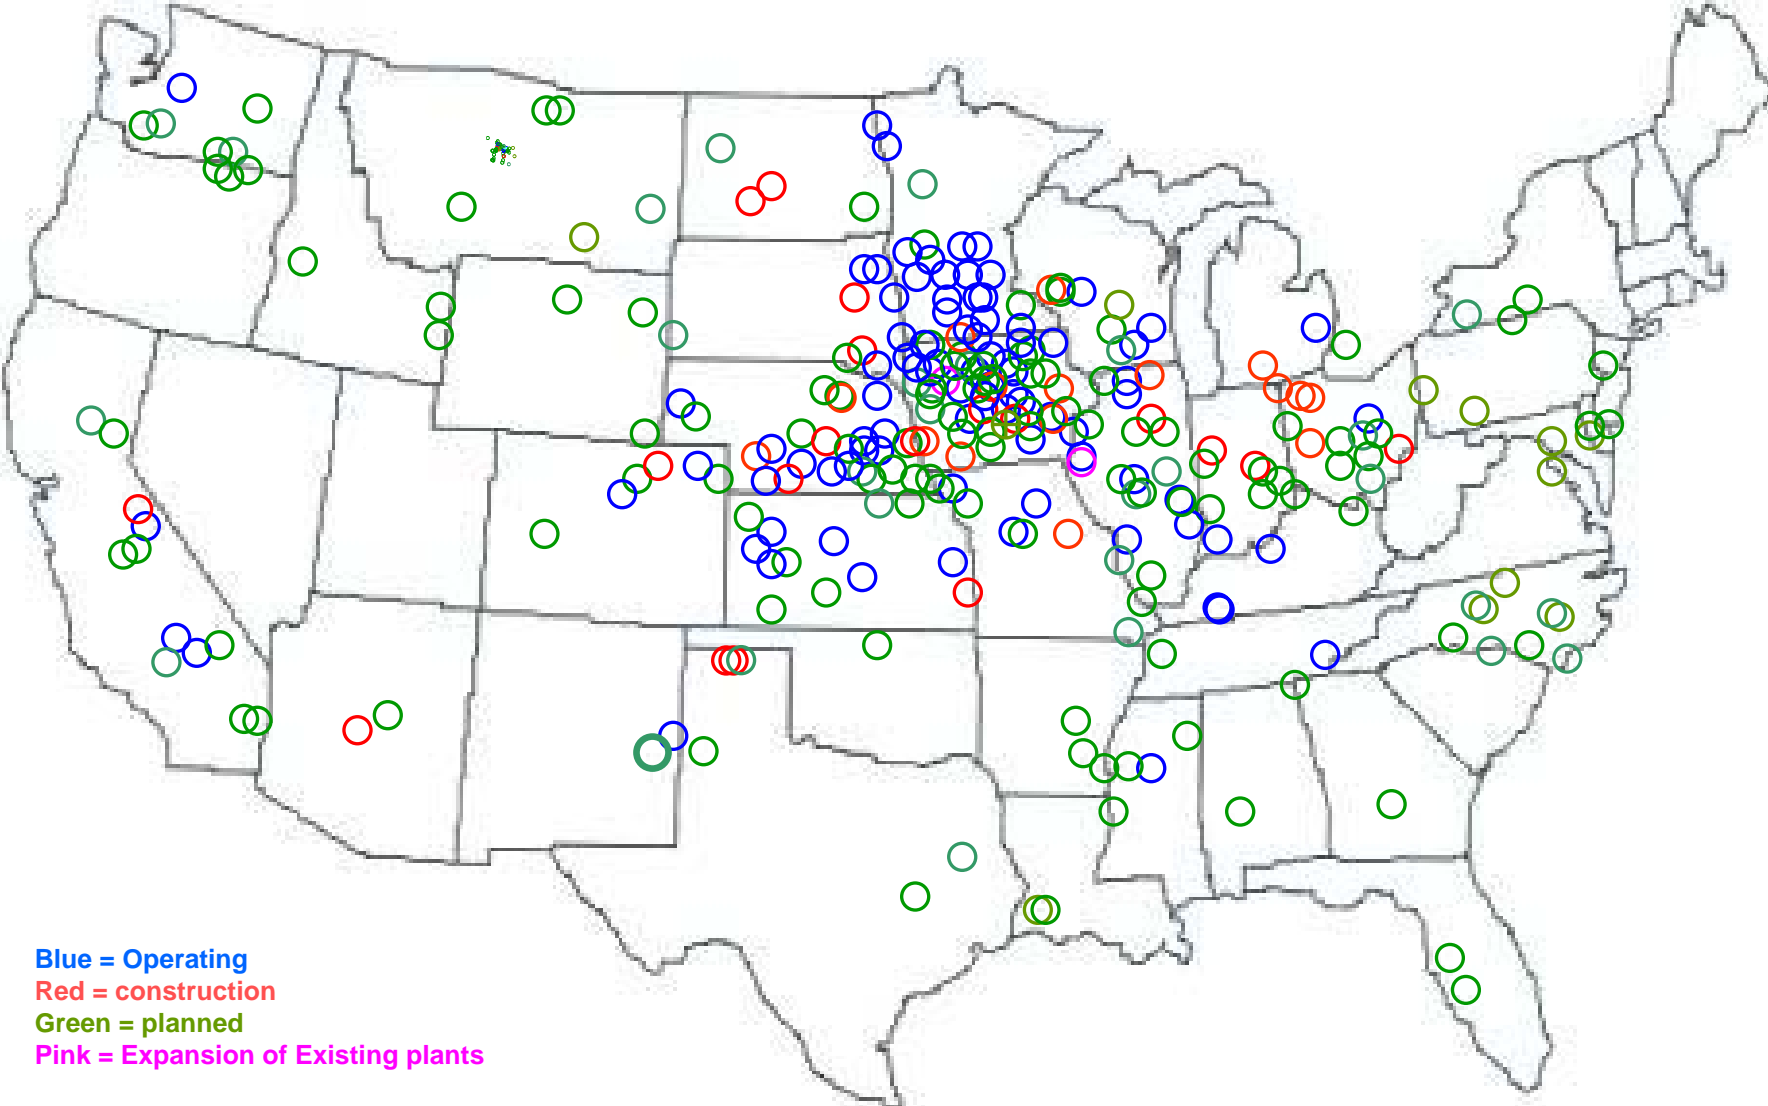 Blue = Operating
Red = construction
Green = planned
Pink = Expansion of Existing plants